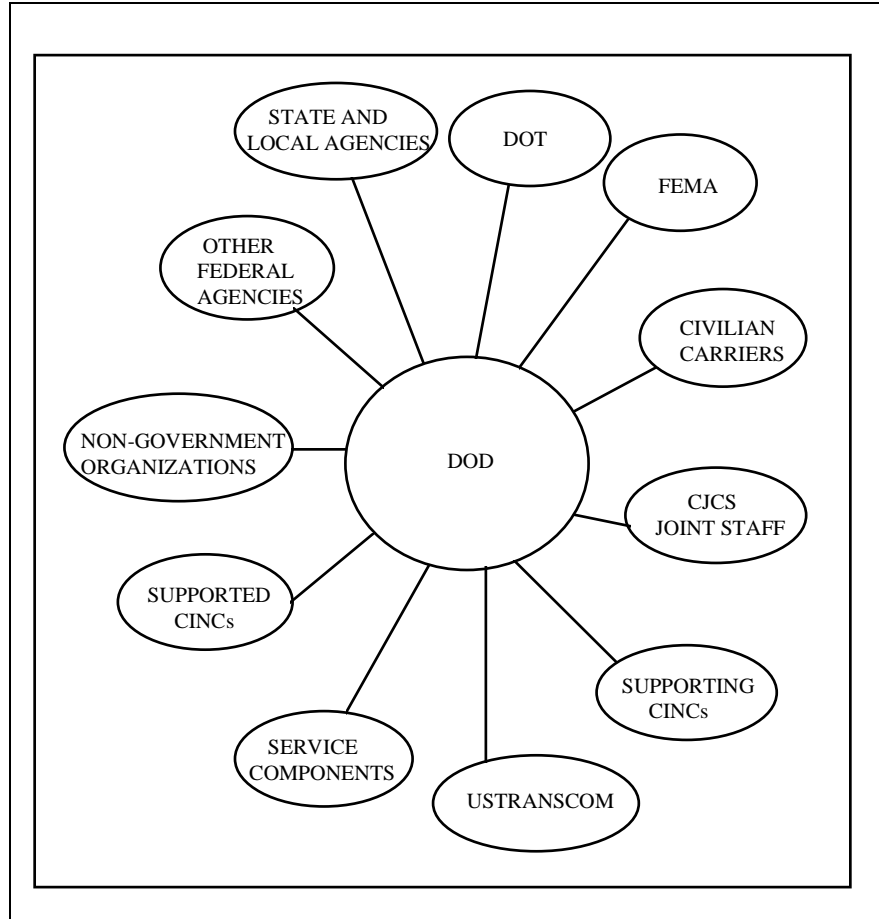 STATE AND
LOCAL AGENCIES
DOT
FEMA
OTHER
FEDERAL
AGENCIES
CIVILIAN
CARRIERS
NON-GOVERNMENT
ORGANIZATIONS
DOD
CJCS
JOINT STAFF
SUPPORTED
CINCs
SUPPORTING
CINCs
SERVICE
COMPONENTS
USTRANSCOM